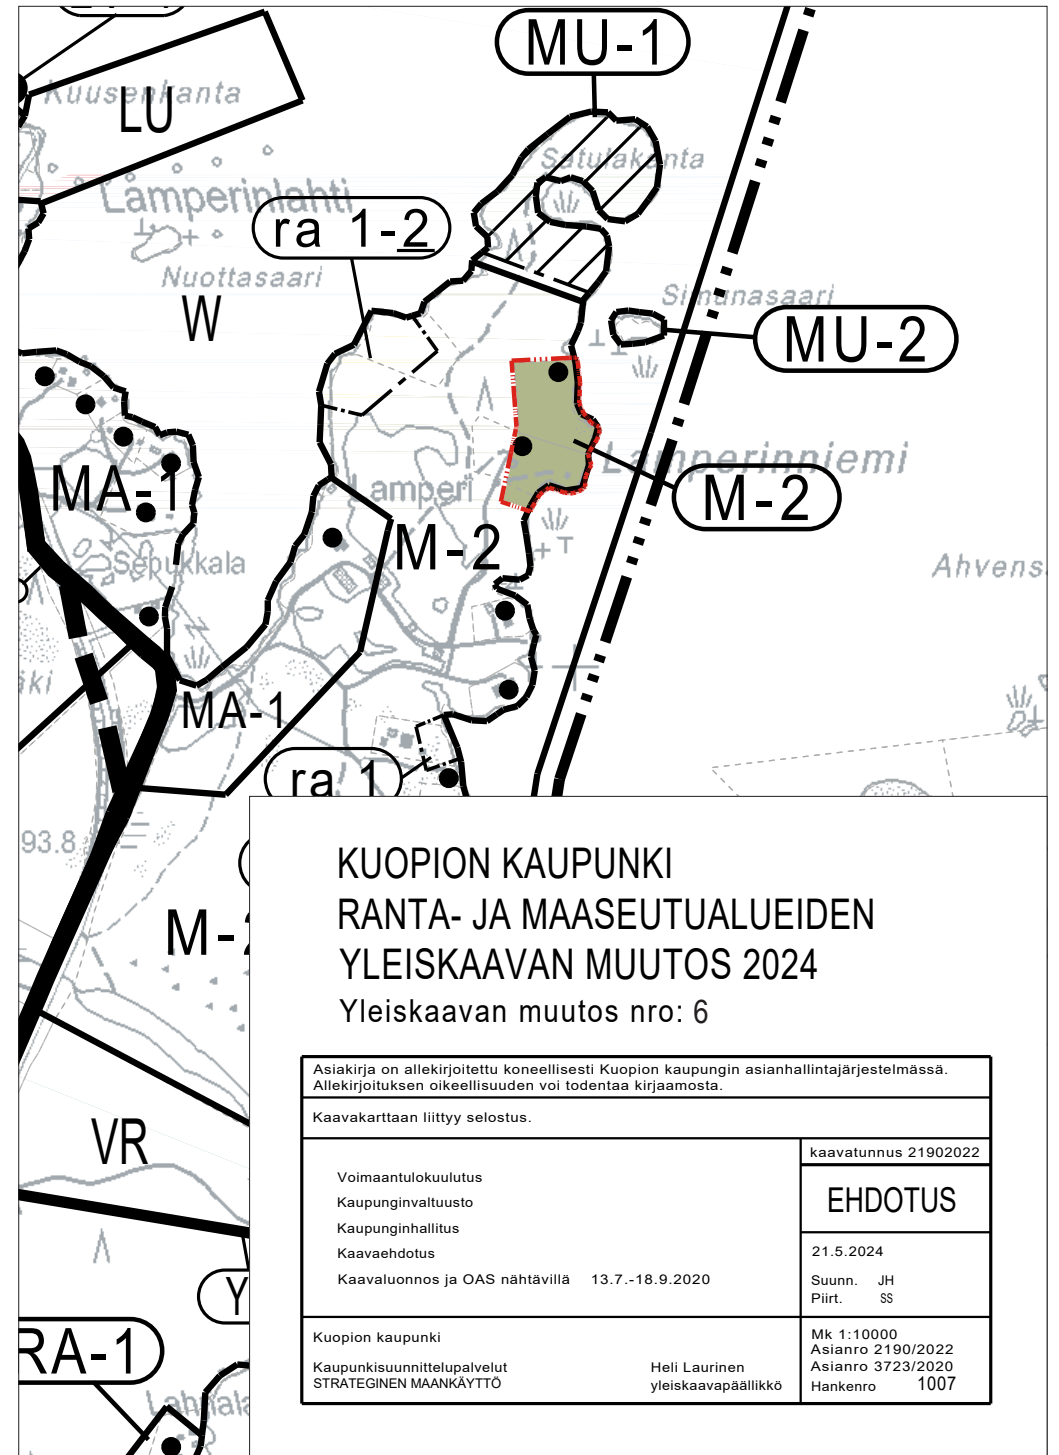 MU-1
Kuusenkanta
LU
Satulakanta
Lamperinlahti
ra 1-2
Nuottasaari
Simunasaari
W
MU-2
Lamperinniemi
MA-1
Lamperi
M-2
M-2
Sepukkala
Ahvens
äki
MA-1
ra 1
93.8
M-2
VR
Y
RA-1
Lahnala
KUOPION KAUPUNKI
RANTA- JA MAASEUTUALUEIDEN
YLEISKAAVAN MUUTOS 2024
Yleiskaavan muutos nro: 6
Asiakirja on allekirjoitettu koneellisesti Kuopion kaupungin asianhallintajärjestelmässä.
Allekirjoituksen oikeellisuuden voi todentaa kirjaamosta.
Kaavakarttaan liittyy selostus.
kaavatunnus 21902022
Voimaantulokuulutus
Kaupunginvaltuusto
Kaupunginhallitus
Kaavaehdotus
Kaavaluonnos ja OAS nähtävillä 13.7.-18.9.2020
EHDOTUS
21.5.2024
Suunn. JH
Piirt. SS
Kuopion kaupunki
Kaupunkisuunnittelupalvelut
STRATEGINEN MAANKÄYTTÖ
Heli Laurinen
yleiskaavapäällikkö
Mk 1:10000
Asianro 2190/2022
Asianro 3723/2020
Hankenro 1007